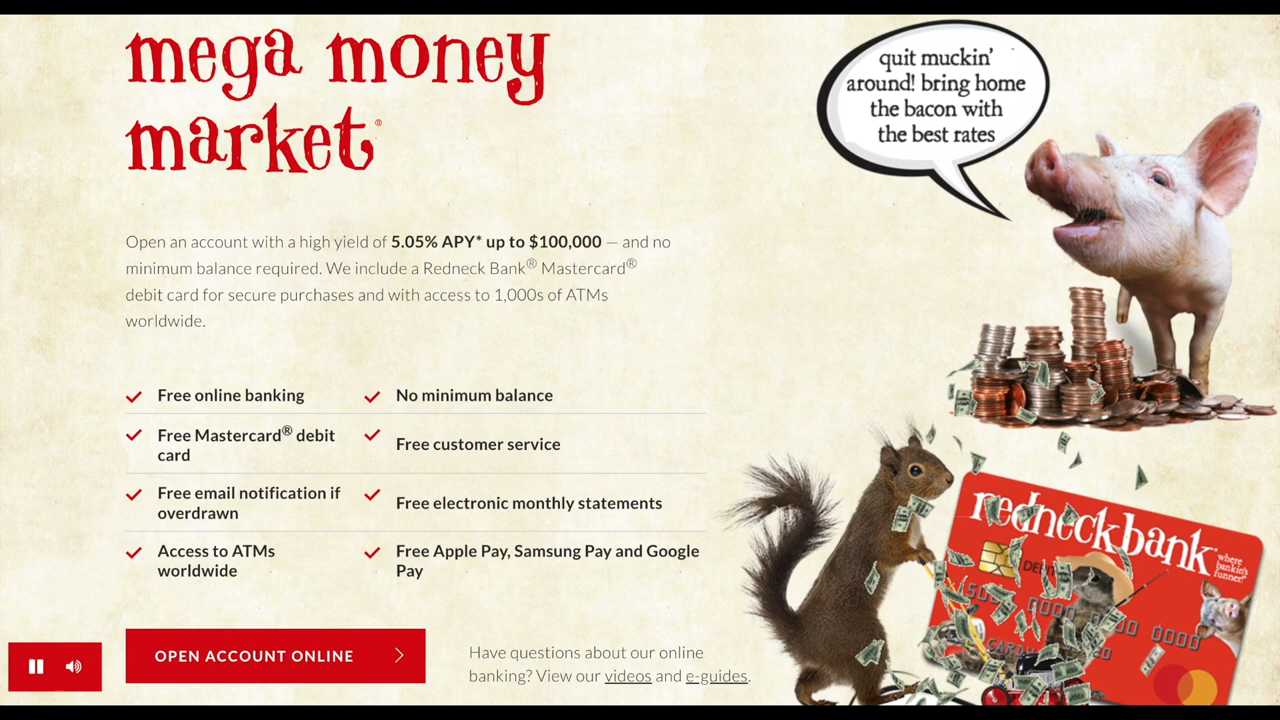 mega money
market®
quit muckin'
around! bring home
the bacon with
the best rates
Open an account with a high yield of 5.05% APY* up to $100,000 — and no
minimum balance required. We include a Redneck Bank® Mastercard®
debit card for secure purchases and with access to 1,000s of ATMs
worldwide.
Free online banking
No minimum balance
Free Mastercard® debit
card
Free customer service
Free email notification if
overdrawn
Free electronic monthly statements
Access to ATMs
worldwide
Free Apple Pay, Samsung Pay and Google
Pay
OPEN ACCOUNT ONLINE
Have questions about our online
banking? View our videos and e-guides.
redneck bank
where
bankin's
funner!